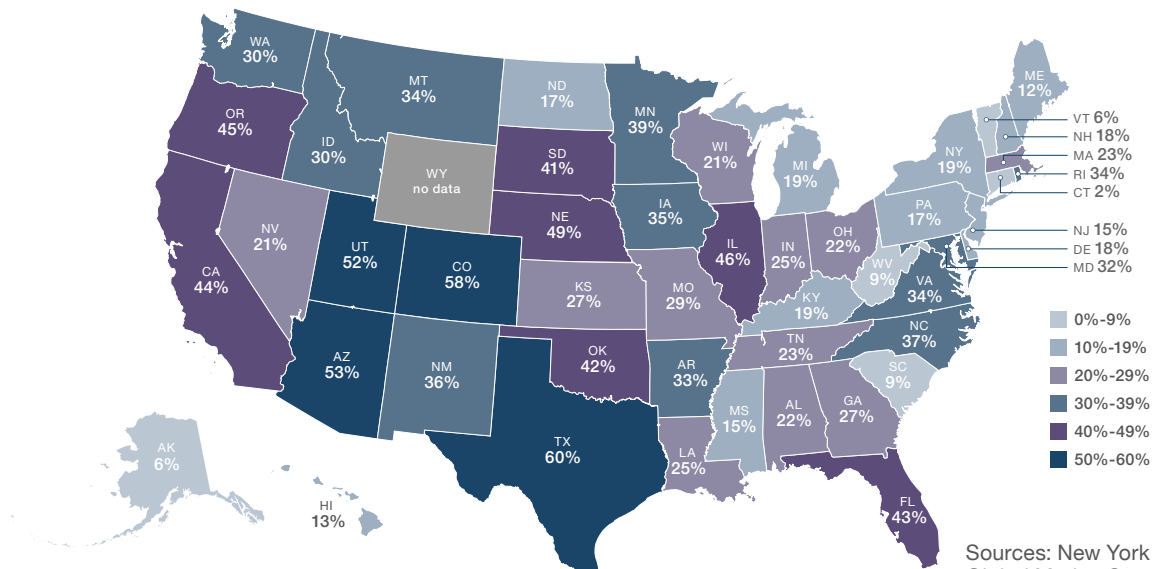 WA
30%
OR
45%
CA
44%
ID
30%
NV
21%
MT
34%
WY
no data
UT
52%
AZ
53%
CO
58%
NM
36%
ND
17%
SD
41%
NE
49%
KS
27%
OK
42%
TX
60%
MN
39%
IA
35%
MO
29%
AR
33%
LA
25%
WI
21%
IL
46%
MI
19%
IN
25%
OH
22%
KY
19%
TN
23%
MS
15%
AL
22%
GA
27%
FL
43%
SC
9%
NC
37%
VA
34%
WV
9%
PA
17%
NY
19%
ME
12%
VT 6%
NH 18%
MA 23%
RI 34%
CT 2%
NJ 15%
DE 18%
MD 32%
AK
6%
HI
13%
0%-9%
10%-19%
20%-29%
30%-39%
40%-49%
50%-60%
Sources: New York